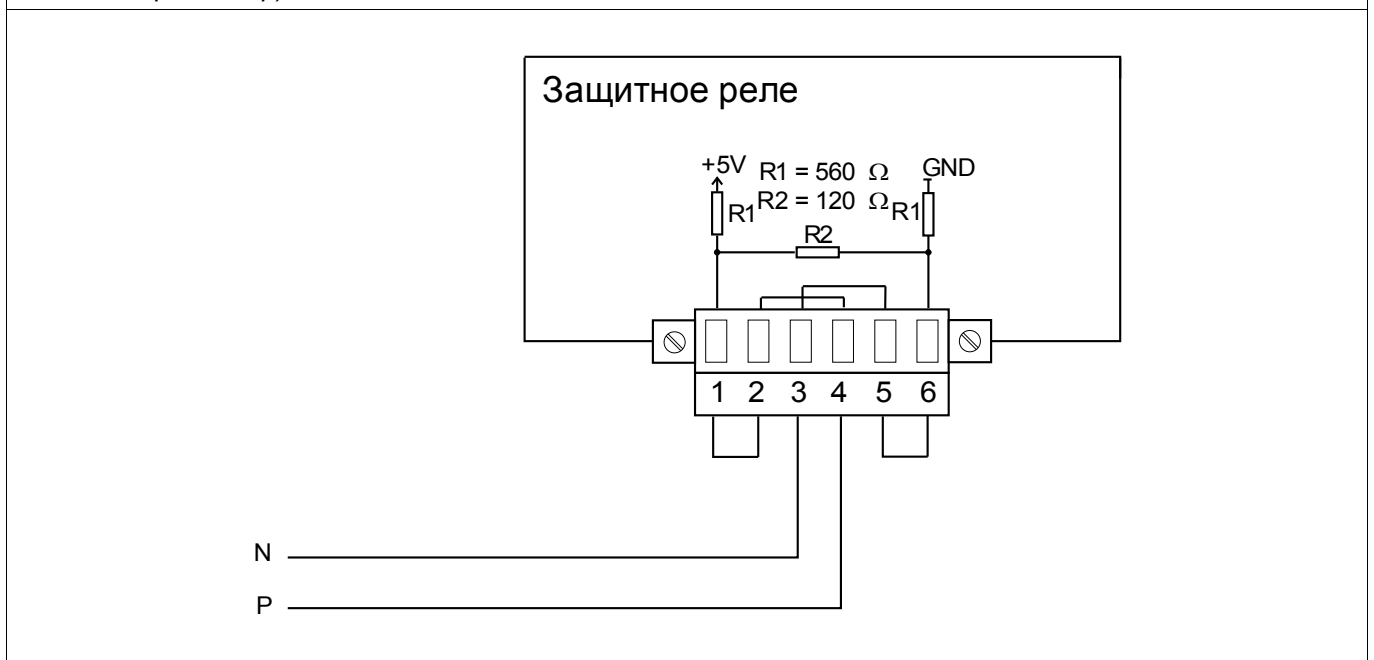 Защитное реле
+5V R1 = 560 Ω GND
R1 R2 = 120 Ω R1
R2
1 2 3 4 5 6
N
P